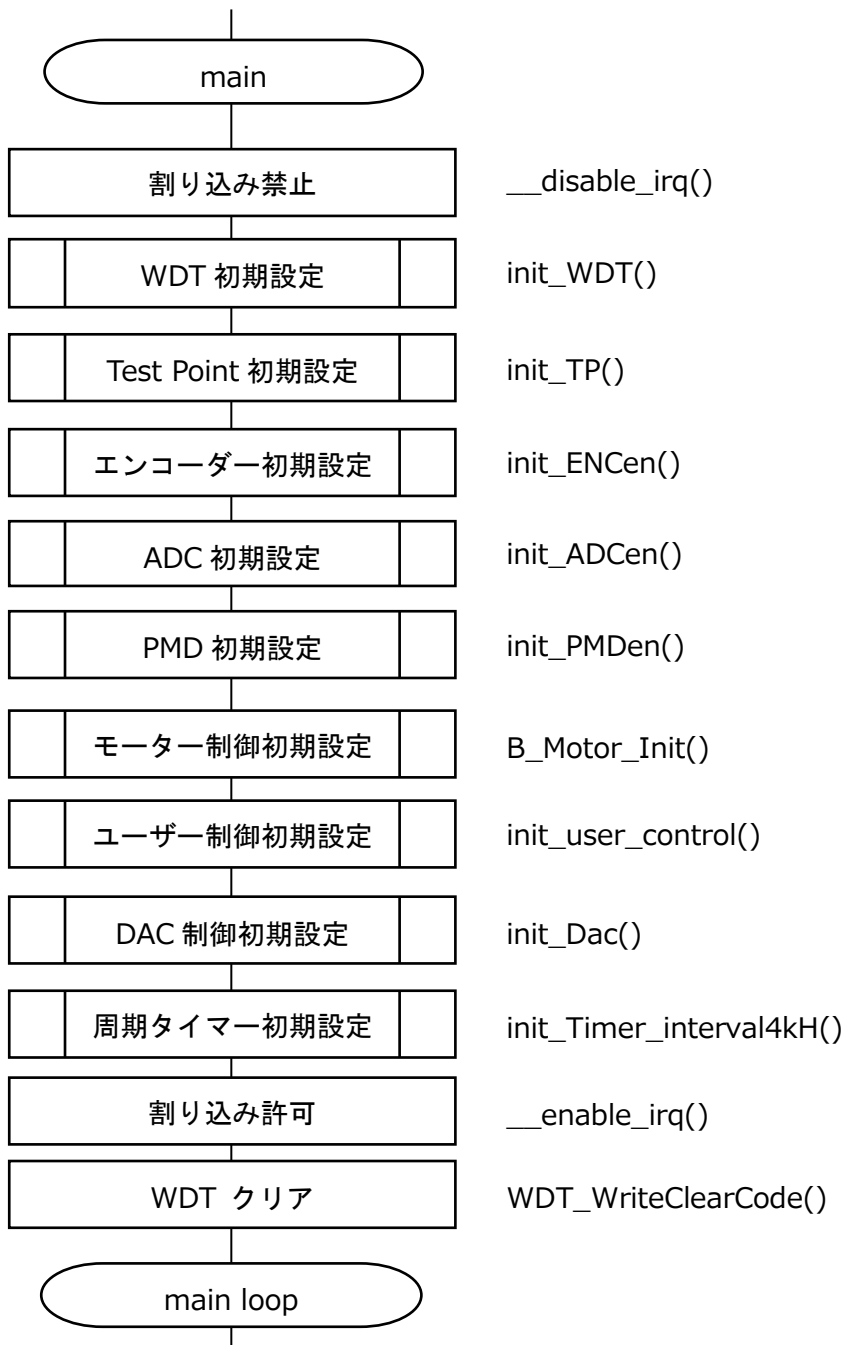 main
割り込み禁止 __disable_irq()
WDT 初期設定 init_WDT()
Test Point 初期設定 init_TP()
エンコーダー初期設定 init_ENCen()
ADC 初期設定 init_ADCen()
PMD 初期設定 init_PMDen()
モーター制御初期設定 B_Motor_Init()
ユーザー制御初期設定 init_user_control()
DAC 制御初期設定 init_Dac()
周期タイマー初期設定 init_Timer_interval4kH()
割り込み許可 __enable_irq()
WDT クリア WDT_WriteClearCode()
main loop